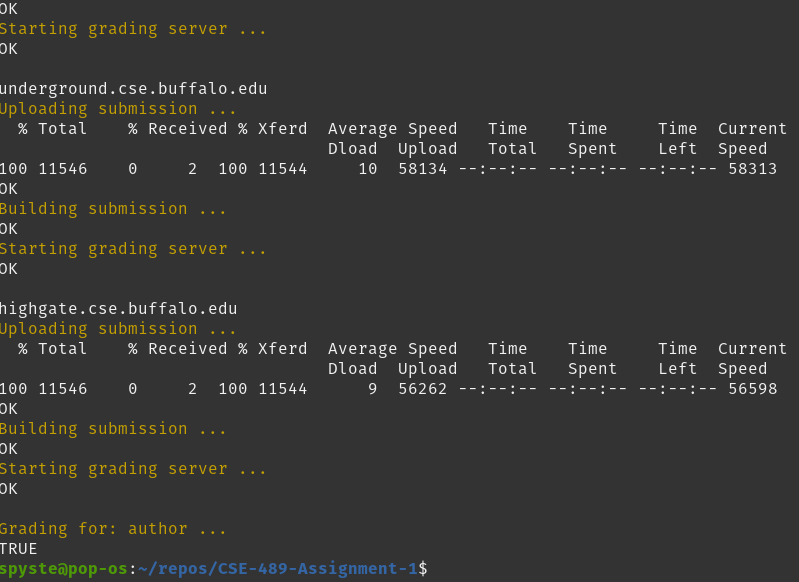 OK
Starting grading server ...
OK
underground.cse.buffalo.edu
Uploading submission ...
% Total % Received % Xferd Average Speed Time Time Time Current
Dload Upload Total Spent Left Speed
100 11546 0 2 100 11544 10 58134 --:--:-- --:--:-- --:--:-- 58313
OK
Building submission ...
OK
Starting grading server ...
OK
highgate.cse.buffalo.edu
Uploading submission ...
% Total % Received % Xferd Average Speed Time Time Time Current
Dload Upload Total Spent Left Speed
100 11546 0 2 100 11544 9 56262 --:--:-- --:--:-- --:--:-- 56598
OK
Building submission ...
OK
Starting grading server ...
OK
Grading for: author ...
TRUE
spyste@pop-os:~/repos/CSE-489-Assignment-1$